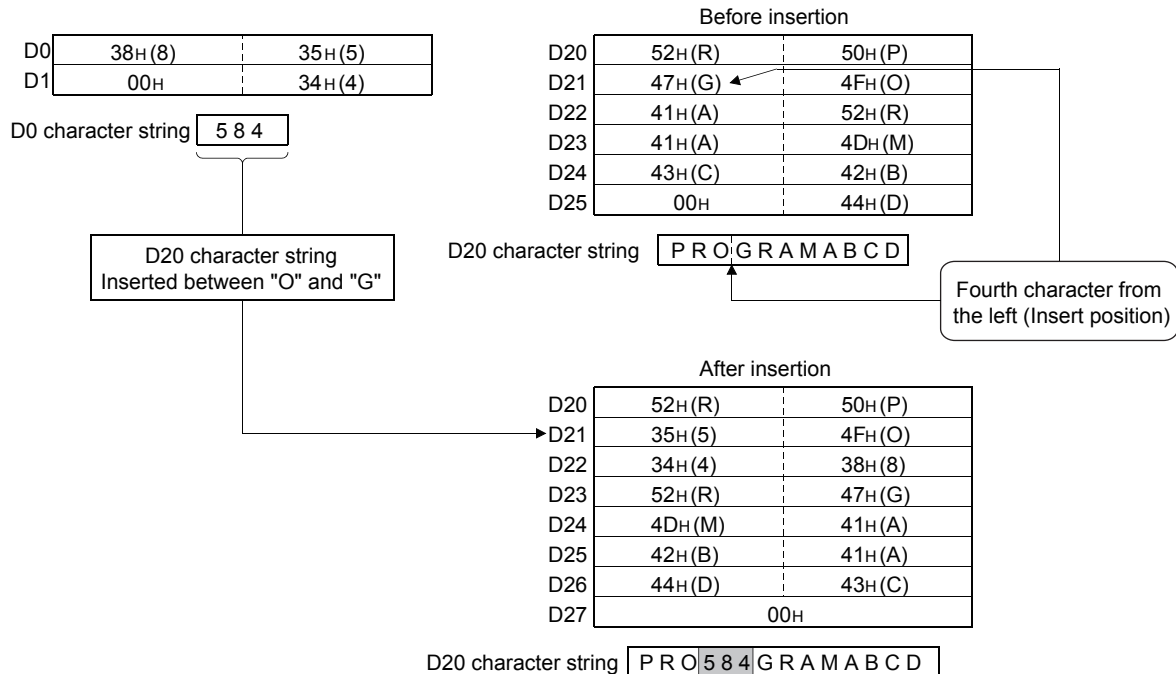 D0 38H(8) 35H(5)
D1 00H 34H(4)
D0 character string 5 8 4
D20 character string
Inserted between "O" and "G"
Before insertion
D20 52H(R) 50H(P)
D21 47H(G) 4FH(O)
D22 41H(A) 52H(R)
D23 41H(A) 4DH(M)
D24 43H(C) 42H(B)
D25 00H 44H(D)
D20 character string P R O G R A M A B C D
Fourth character from
the left (Insert position)
After insertion
D20 52H(R) 50H(P)
D21 35H(5) 4FH(O)
D22 34H(4) 38H(8)
D23 52H(R) 47H(G)
D24 4DH(M) 41H(A)
D25 42H(B) 41H(A)
D26 44H(D) 43H(C)
D27 00H
D20 character string P R O 5 8 4 G R A M A B C D